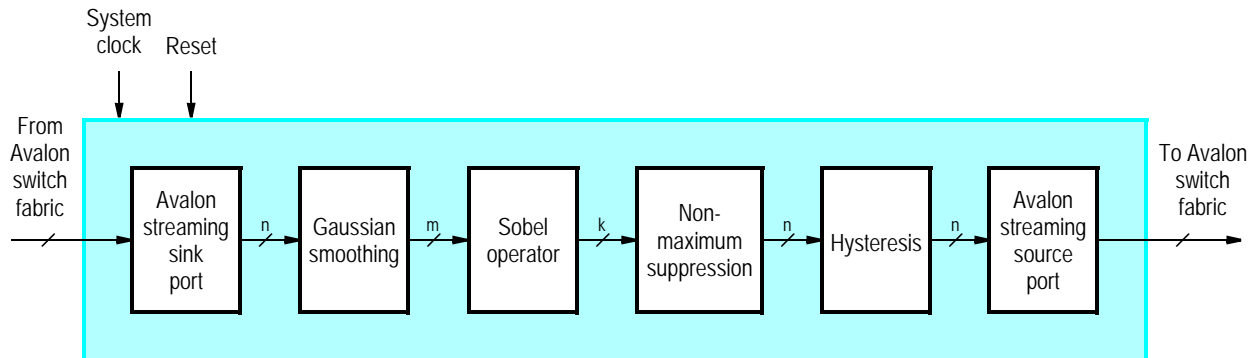 System
clock
Reset
From
Avalon
switch
fabric
Avalon
streaming
sink
port
n
Gaussian
smoothing
m
Sobel
operator
k
Non-
maximum
suppression
n
Hysteresis
n
Avalon
streaming
source
port
To Avalon
switch
fabric